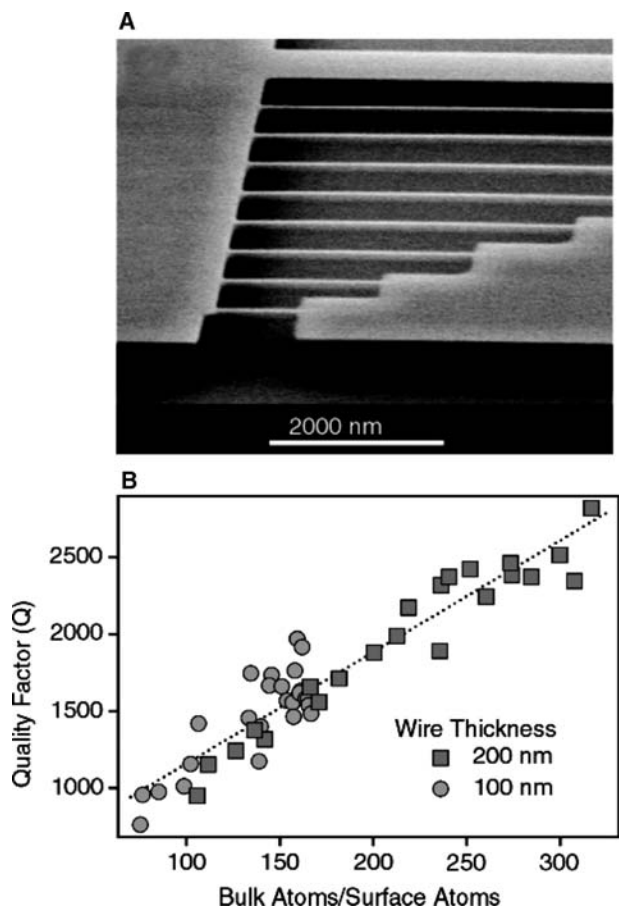 A
2000 nm
B
Quality Factor (Q)
2500
2000
1500
1000
Wire Thickness
200 nm
100 nm
100 150 200 250 300
Bulk Atoms/Surface Atoms